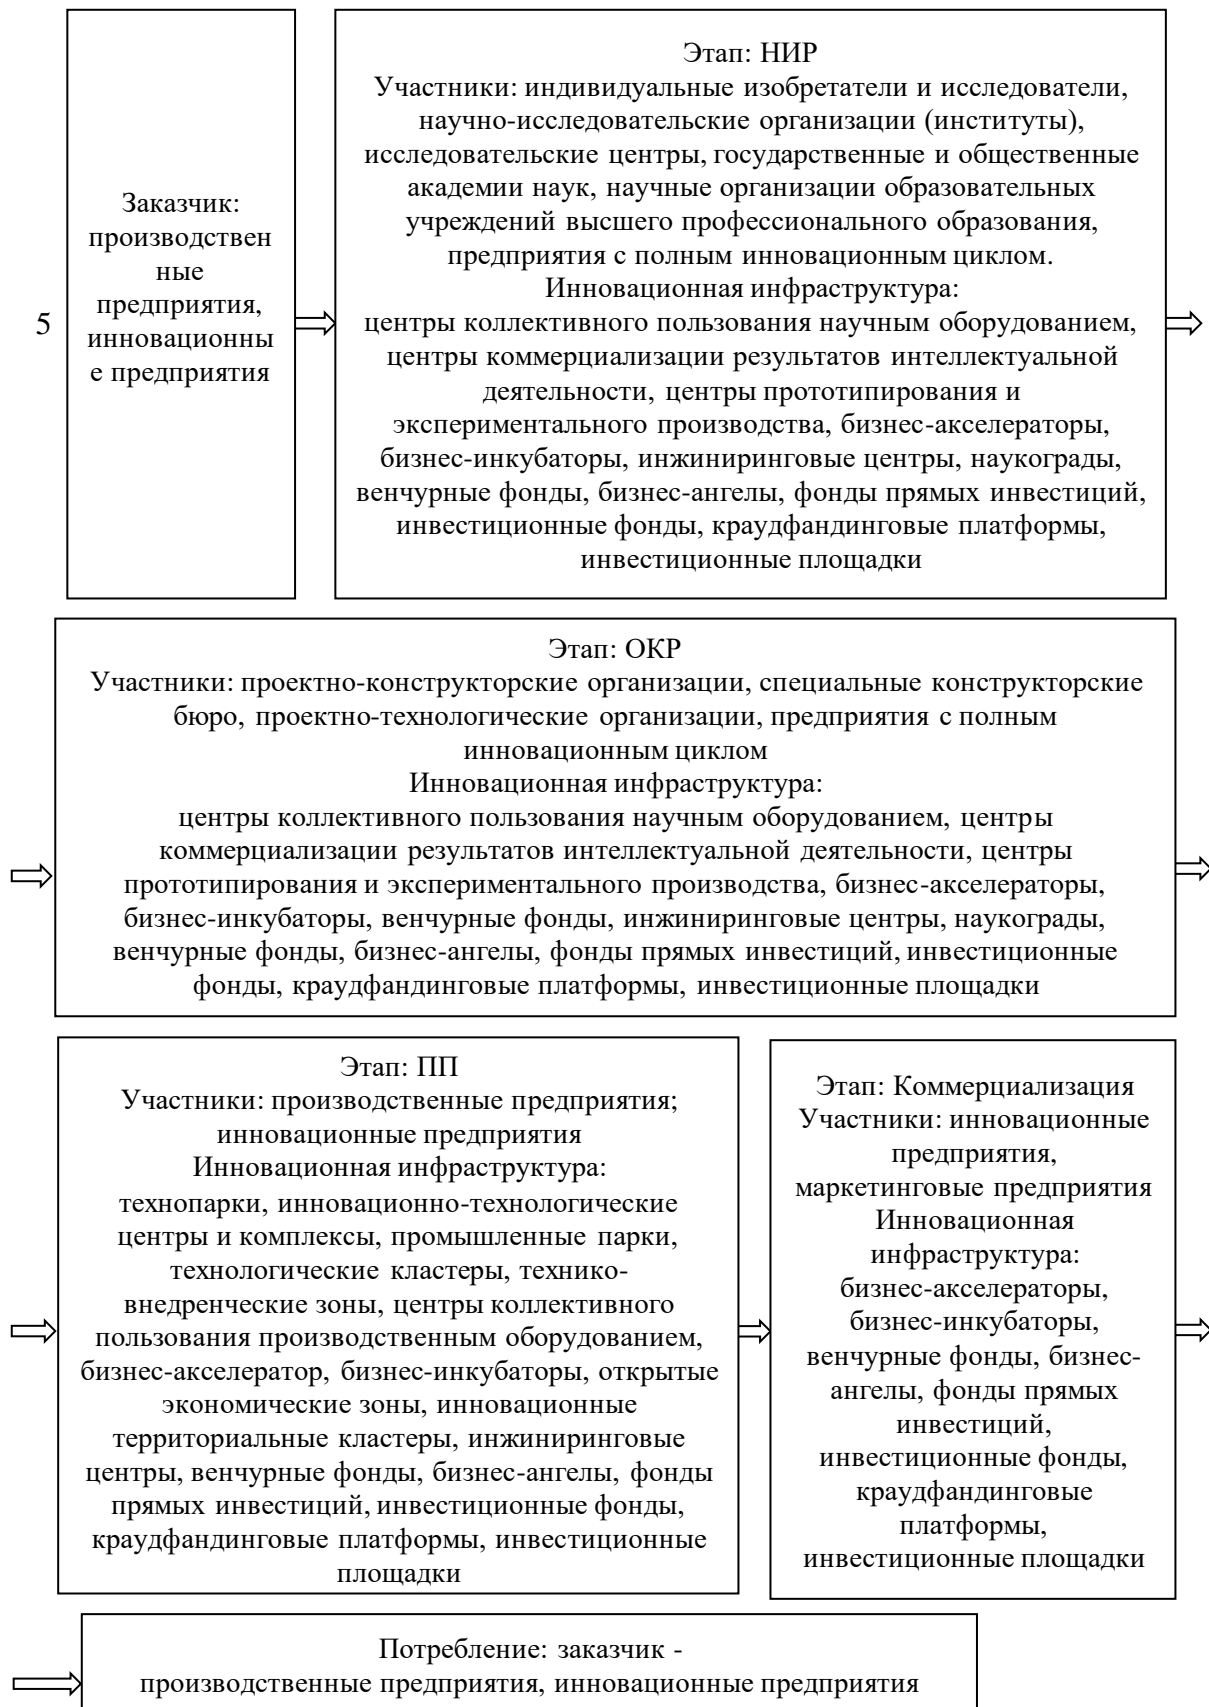 5
Заказчик:
производствен
ные
предприятия,
инновационны
е предприятия
Этап: НИР
Участники: индивидуальные изобретатели и исследователи,
научно-исследовательские организации (институты),
исследовательские центры, государственные и общественные
академии наук, научные организации образовательных
учреждений высшего профессионального образования,
предприятия с полным инновационным циклом.
Инновационная инфраструктура:
центры коллективного пользования научным оборудованием,
центры коммерциализации результатов интеллектуальной
деятельности, центры прототипирования и
экспериментального производства, бизнес-акселераторы,
бизнес-инкубаторы, инжиниринговые центры, наукограды,
венчурные фонды, бизнес-ангелы, фонды прямых инвестиций,
инвестиционные фонды, краудфандинговые платформы,
инвестиционные площадки
Этап: ОКР
Участники: проектно-конструкторские организации, специальные конструкторские
бюро, проектно-технологические организации, предприятия с полным
инновационным циклом
Инновационная инфраструктура:
центры коллективного пользования научным оборудованием, центры
коммерциализации результатов интеллектуальной деятельности, центры
прототипирования и экспериментального производства, бизнес-акселераторы,
бизнес-инкубаторы, венчурные фонды, инжиниринговые центры, наукограды,
венчурные фонды, бизнес-ангелы, фонды прямых инвестиций, инвестиционные
фонды, краудфандинговые платформы, инвестиционные площадки
Этап: ПП
Участники: производственные предприятия;
инновационные предприятия
Инновационная инфраструктура:
технопарки, инновационно-технологические
центры и комплексы, промышленные парки,
технологические кластеры, технико-
внедренческие зоны, центры коллективного
пользования производственным оборудованием,
бизнес-акселератор, бизнес-инкубаторы, открытые
экономические зоны, инновационные
территориальные кластеры, инжиниринговые
центры, венчурные фонды, бизнес-ангелы, фонды
прямых инвестиций, инвестиционные фонды,
краудфандинговые платформы, инвестиционные
площадки
Этап: Коммерциализация
Участники: инновационные
предприятия,
маркетинговые предприятия
Инновационная
инфраструктура:
бизнес-акселераторы,
бизнес-инкубаторы,
венчурные фонды, бизнес-
ангелы, фонды прямых
инвестиций,
инвестиционные фонды,
краудфандинговые
платформы,
инвестиционные площадки
Потребление: заказчик -
производственные предприятия, инновационные предприятия